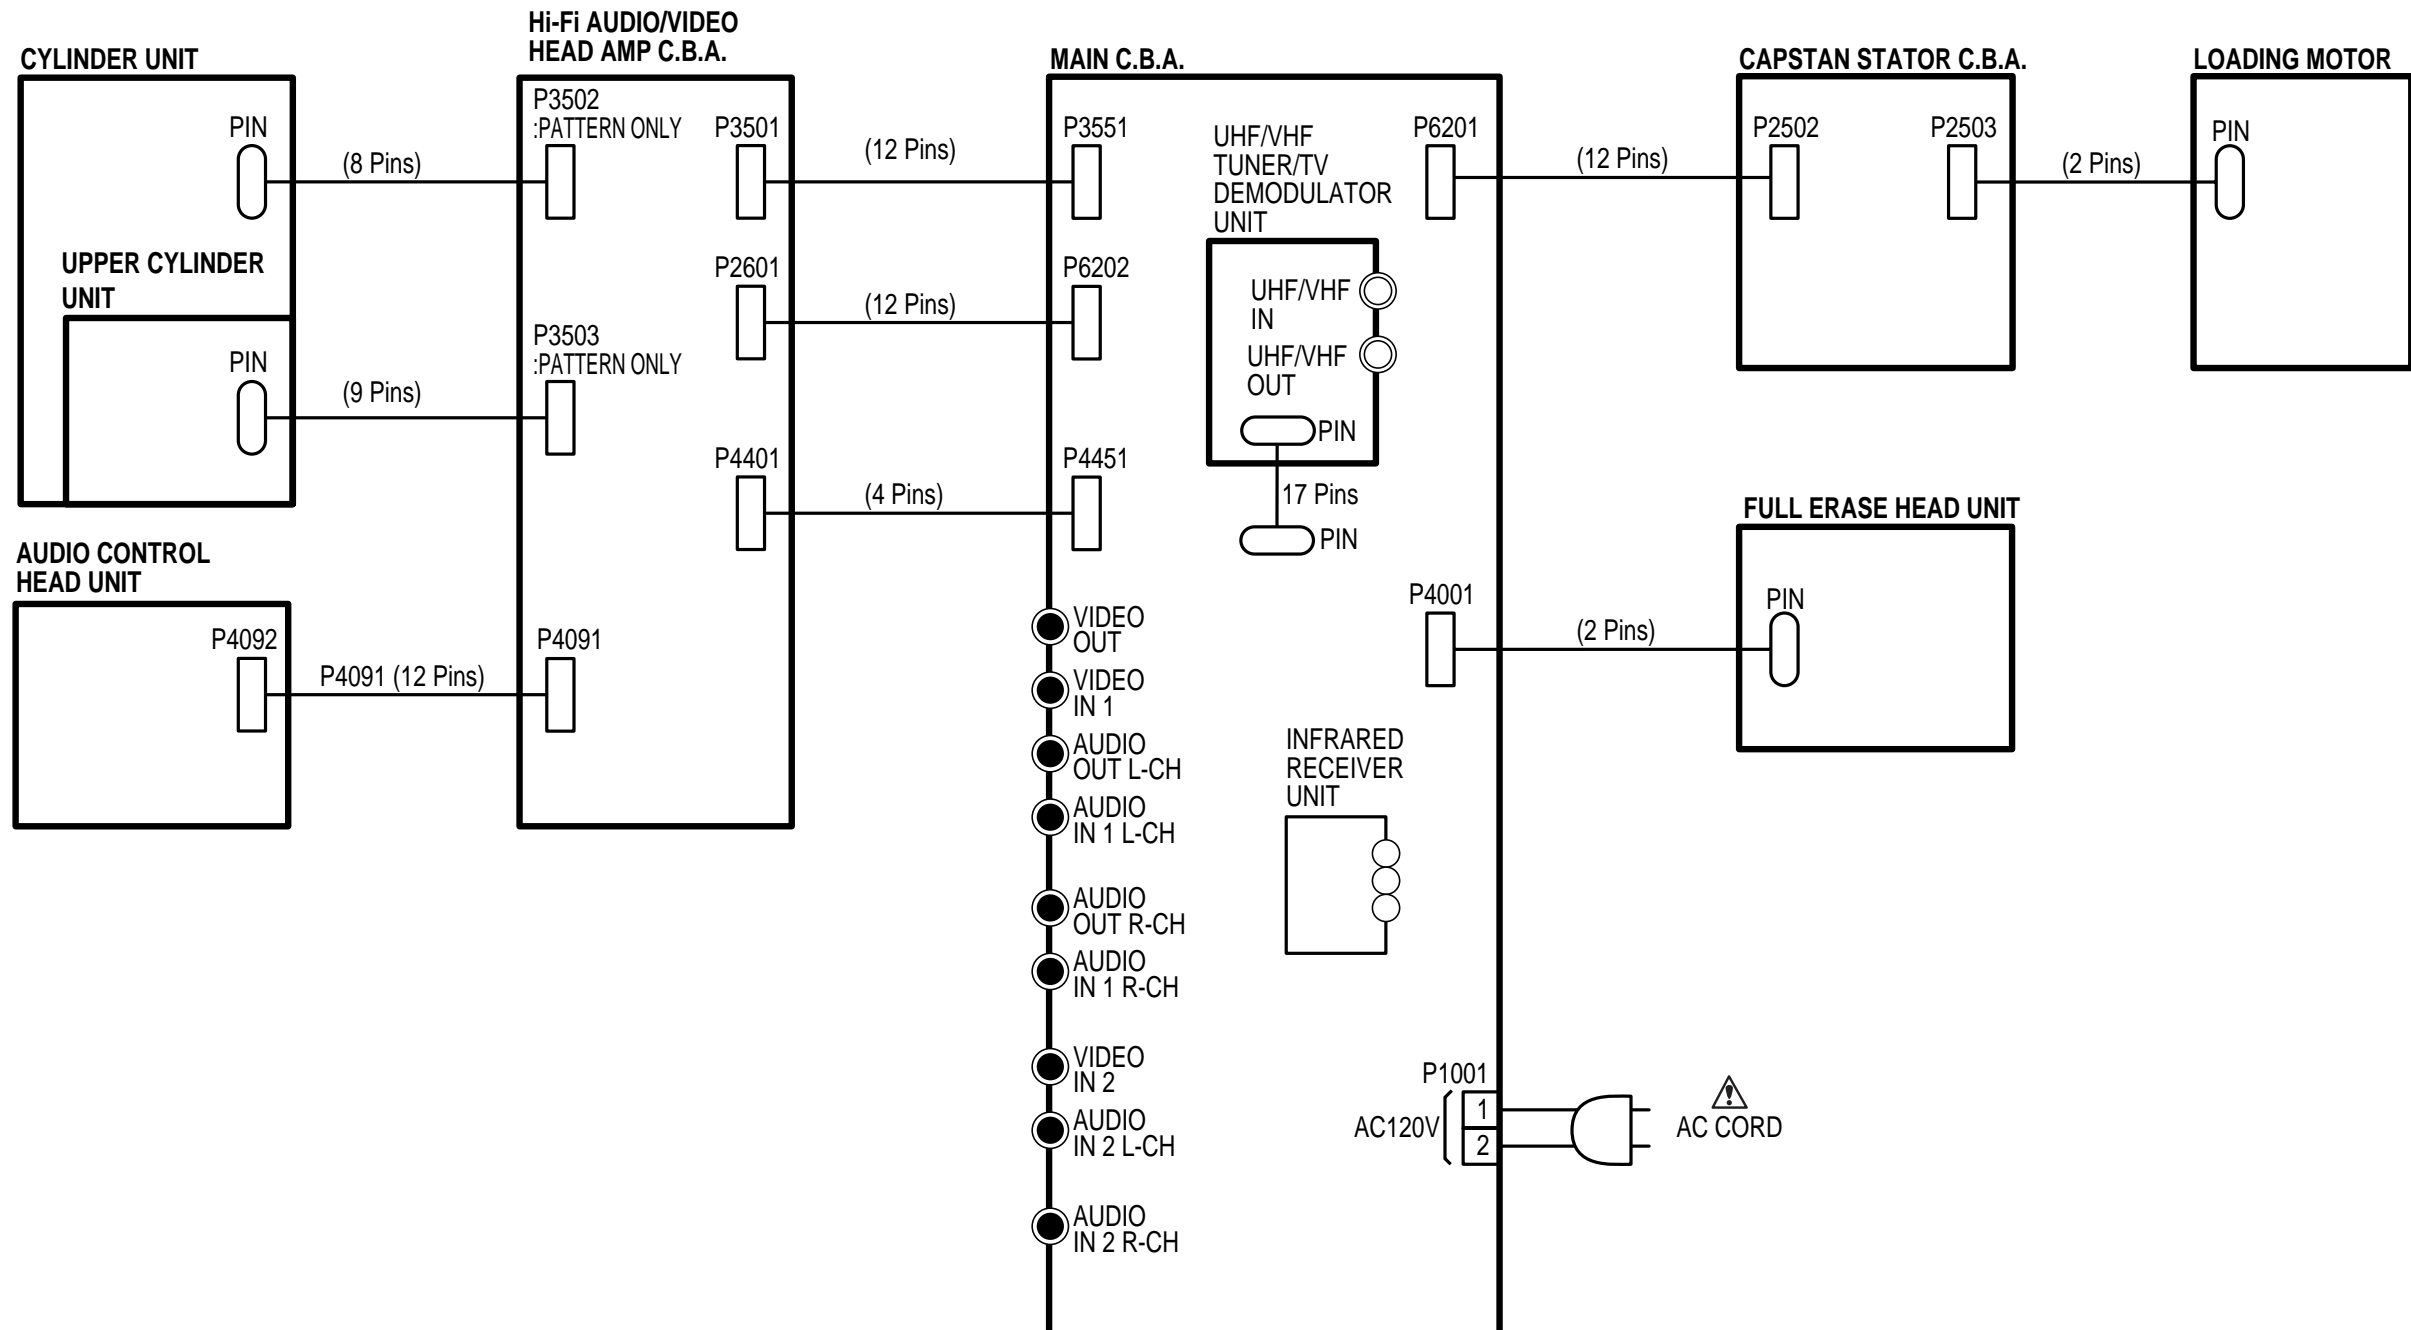 CYLINDER UNIT
PIN
(8 Pins)
UPPER CYLINDER
UNIT
PIN
(9 Pins)
AUDIO CONTROL
HEAD UNIT
P4092
P4091 (12 Pins)
Hi-Fi AUDIO/VIDEO
HEAD AMP C.B.A.
P3502
:PATTERN ONLY
P3501
(12 Pins)
P2601
(12 Pins)
P3503
:PATTERN ONLY
P4401
(4 Pins)
P4091
MAIN C.B.A.
P3551
P6202
P4451
UHF/VHF
TUNER/TV
DEMODULATOR
UNIT
UHF/VHF
IN
UHF/VHF
OUT
PIN
17 Pins
PIN
P6201
(12 Pins)
P4001
(2 Pins)
VIDEO
OUT
VIDEO
IN 1
AUDIO
OUT L-CH
AUDIO
IN 1 L-CH
AUDIO
OUT R-CH
AUDIO
IN 1 R-CH
VIDEO
IN 2
AUDIO
IN 2 L-CH
AUDIO
IN 2 R-CH
INFRARED
RECEIVER
UNIT
P1001
AC120V
1
2
!
AC CORD
CAPSTAN STATOR C.B.A.
P2502
P2503
(2 Pins)
LOADING MOTOR
PIN
FULL ERASE HEAD UNIT
PIN